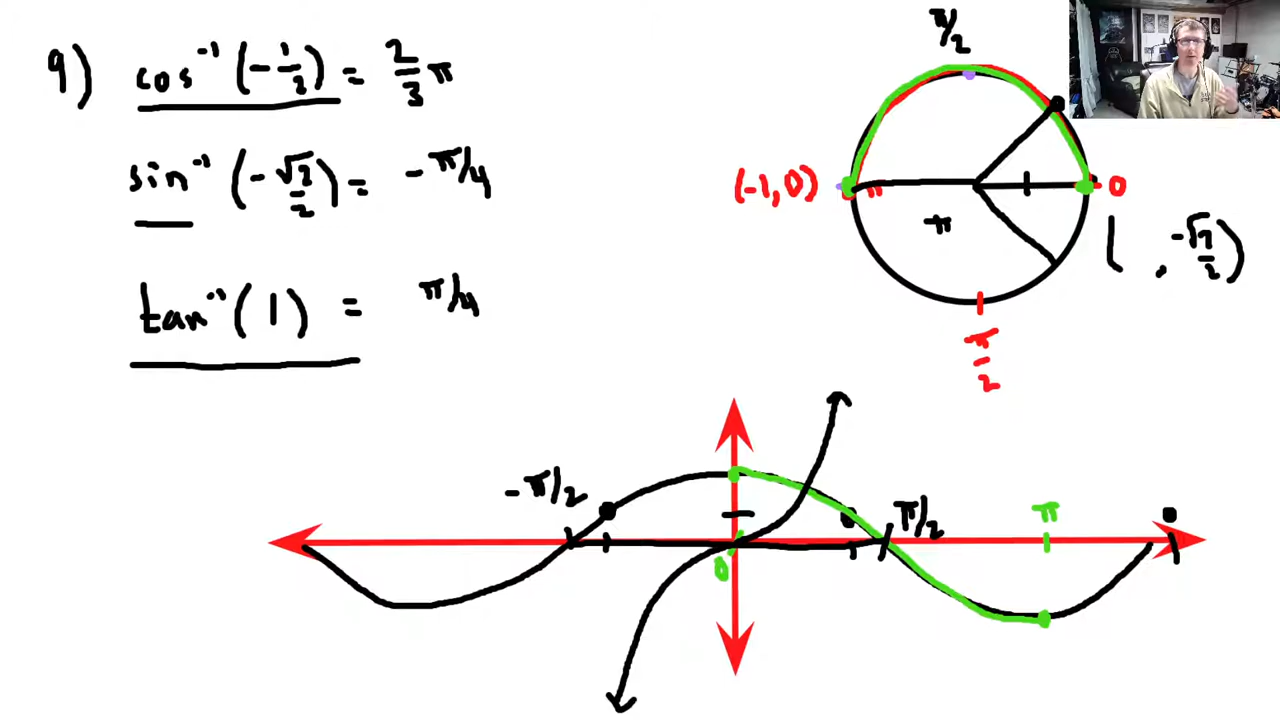 9) cos⁻¹(-1/2) = 2/3 π
sin⁻¹(-√2/2) = -π/4
tan⁻¹(1) = π/4
π/2
(-1,0) π 0
π
( , -√2/2)
π/2
-π/2 π/2 π
0